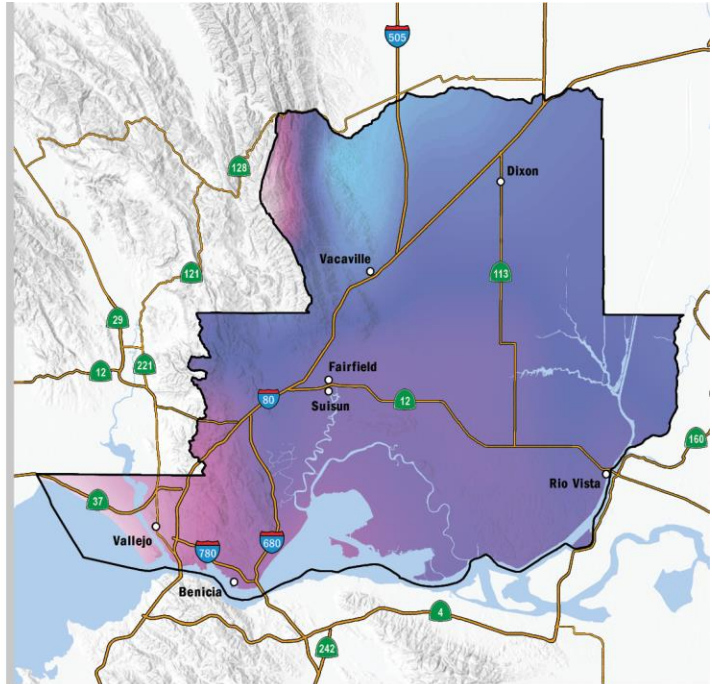 505
128
Dixon
Vacaville
121
113
29
12
221
Fairfield
80
Suisun
12
160
Rio Vista
37
Vallejo
780
680
Benicia
4
242